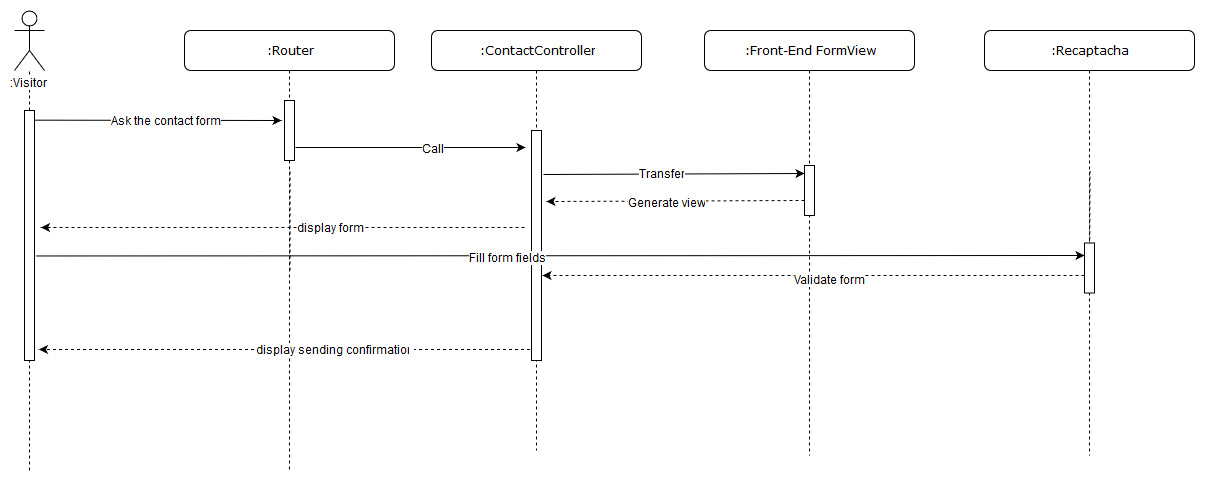 :Router
:ContactController
:Front-End FormView
:Recaptacha
:Visitor
Ask the contact form
Call
Transfer
Generate view
display form
Fill form fields
Validate form
display sending confirmation